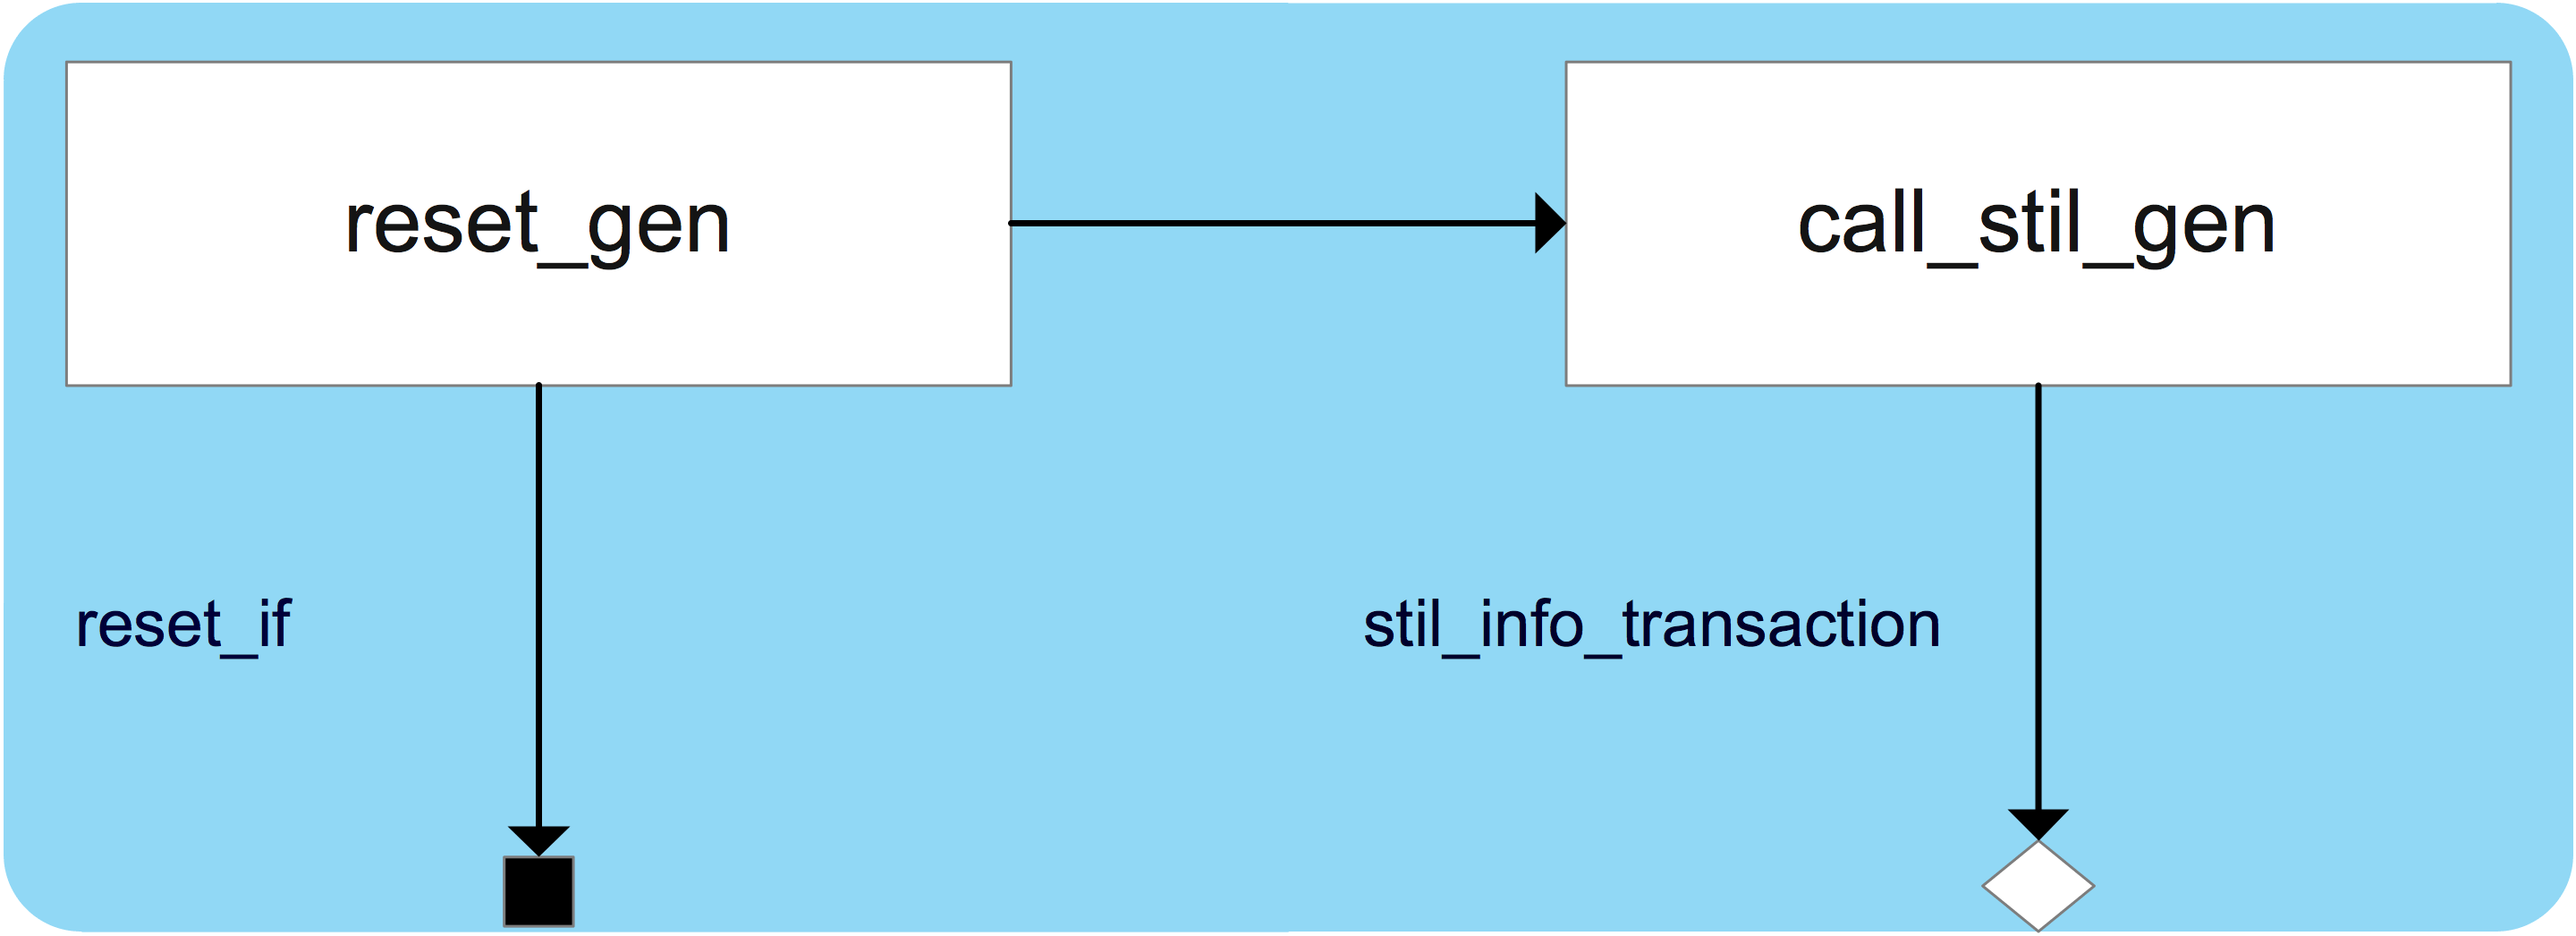 reset_gen
call_stil_gen
reset_if
stil_info_transaction